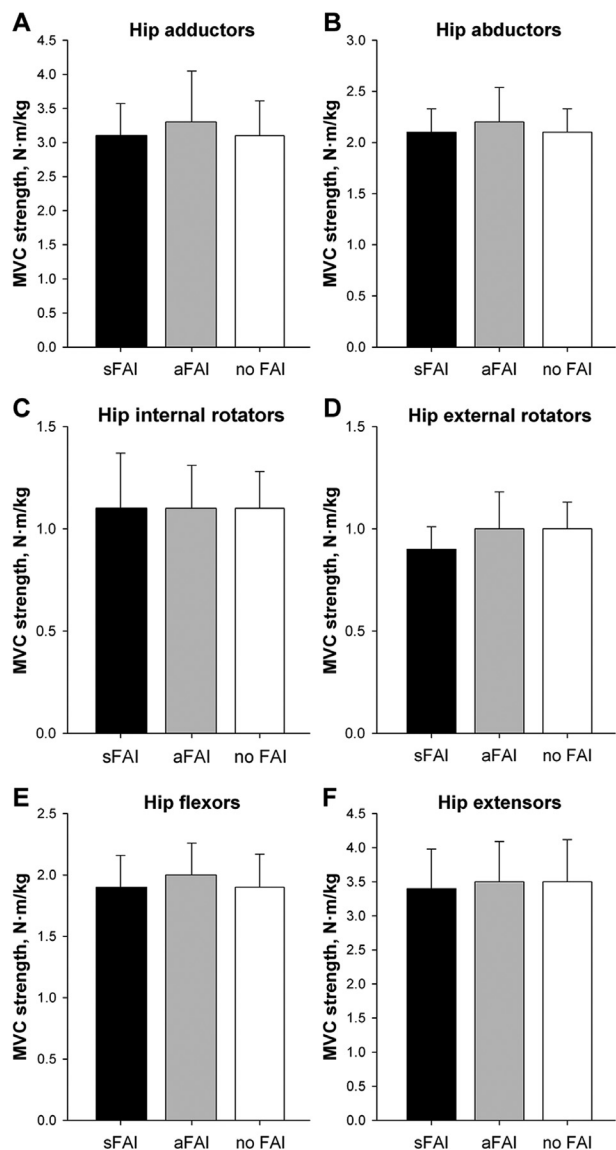 A
Hip adductors
MVC strength, N·m/kg
4.5
4.0
3.5
3.0
2.5
2.0
1.5
1.0
0.5
0.0
sFAI aFAI no FAI
B
Hip abductors
MVC strength, N·m/kg
3.0
2.5
2.0
1.5
1.0
0.5
0.0
sFAI aFAI no FAI
C
Hip internal rotators
MVC strength, N·m/kg
1.5
1.0
0.5
0.0
sFAI aFAI no FAI
D
Hip external rotators
MVC strength, N·m/kg
1.5
1.0
0.5
0.0
sFAI aFAI no FAI
E
Hip flexors
MVC strength, N·m/kg
2.5
2.0
1.5
1.0
0.5
0.0
sFAI aFAI no FAI
F
Hip extensors
MVC strength, N·m/kg
4.5
4.0
3.5
3.0
2.5
2.0
1.5
1.0
0.5
0.0
sFAI aFAI no FAI